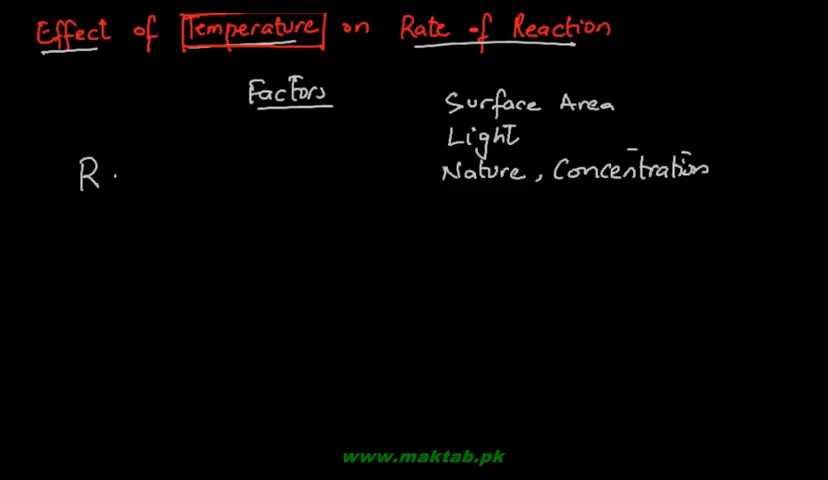 Effect of Temperature on Rate of Reaction
Factors
Surface Area
Light
Nature, Concentration
R .
www.maktab.pk